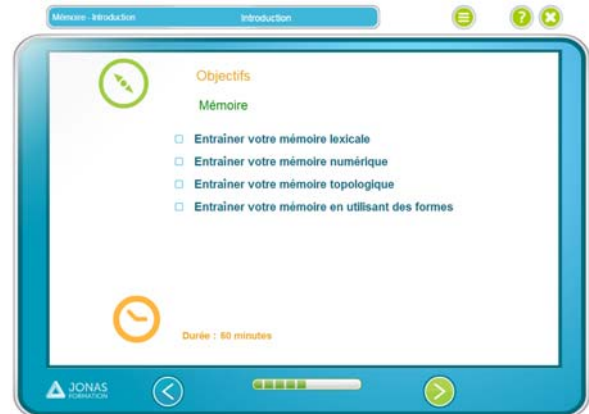 Mémoire - Introduction
Introduction
?
Objectifs
Mémoire
Entraîner votre mémoire lexicale
Entraîner votre mémoire numérique
Entraîner votre mémoire topologique
Entraîner votre mémoire en utilisant des formes
Durée : 60 minutes
JONAS
FORMATION